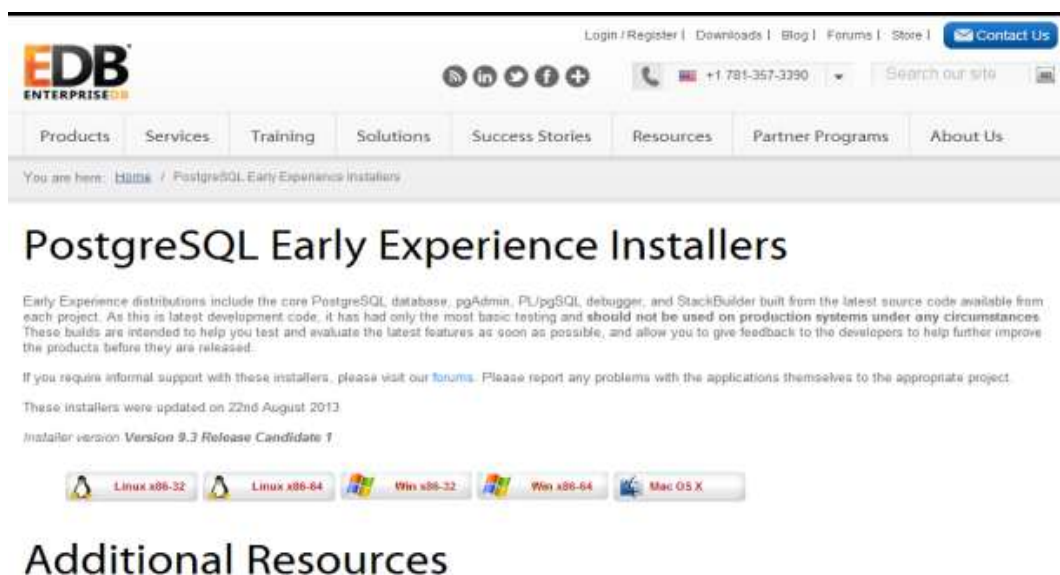 Login / Register | Downloads | Blog | Forums | Store | Contact Us
EDB
ENTERPRISEDB
+1 781-357-3390 Search our site
Products Services Training Solutions Success Stories Resources Partner Programs About Us
You are here: Home / PostgreSQL Early Experience Installers
PostgreSQL Early Experience Installers
Early Experience distributions include the core PostgreSQL database, pgAdmin, PL/pgSQL debugger, and StackBuilder built from the latest source code available from
each project. As this is latest development code, it has had only the most basic testing and should not be used on production systems under any circumstances.
These builds are intended to help you test and evaluate the latest features as soon as possible, and allow you to give feedback to the developers to help further improve
the products before they are released.
If you require informal support with these installers, please visit our forums. Please report any problems with the applications themselves to the appropriate project.
These installers were updated on 22nd August 2013
Installer version Version 9.3 Release Candidate 1
Linux x86-32 Linux x86-64 Win x86-32 Win x86-64 Mac OS X
Additional Resources